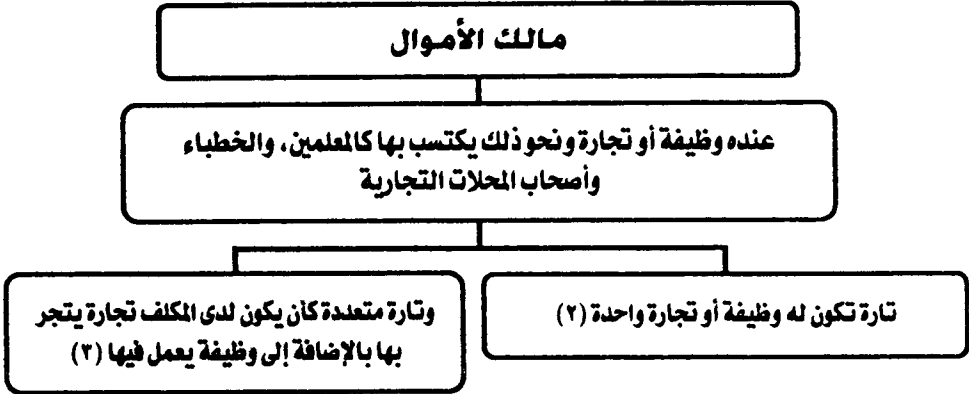 مالك الأموال
عنده وظيفة أو تجارة ونحو ذلك يكتسب بها كالمعلمين، والخطباء
وأصحاب المحلات التجارية
تارة تكون له وظيفة أو تجارة واحدة (٢)
وتارة متعددة كأن يكون لدى المكلف تجارة يتجر
بها بالإضافة إلى وظيفة يعمل فيها (٣)